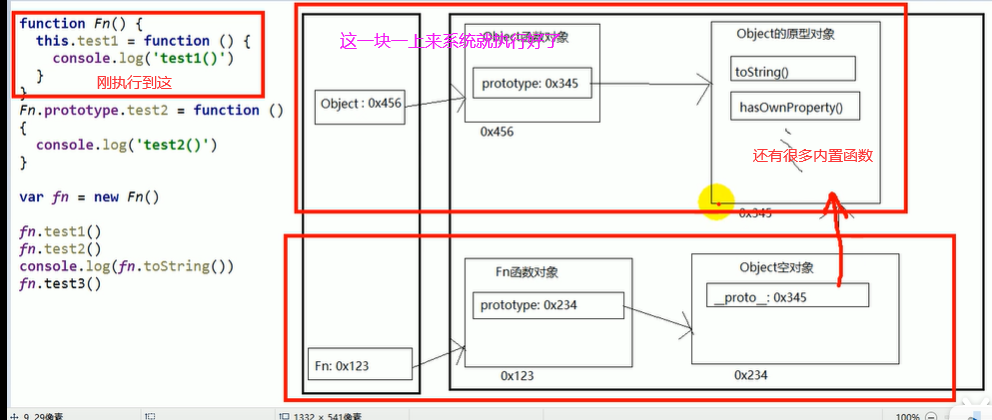 function Fn() {
this.test1 = function () {
console.log('test1()')
}
刚执行到这
}
Fn.prototype.test2 = function ()
{
console.log('test2()')
}
var fn = new Fn()
fn.test1()
fn.test2()
console.log(fn.toString())
fn.test3()
这一块一上来系统就执行好了
Object函数对象
Object的原型对象
Object : 0x456
prototype: 0x345
0x456
toString()
hasOwnProperty()
还有很多内置函数
0x345
Fn函数对象
prototype: 0x234
Fn: 0x123
0x123
Object空对象
__proto__: 0x345
0x234
9, 29像素
1332 × 541像素
100%